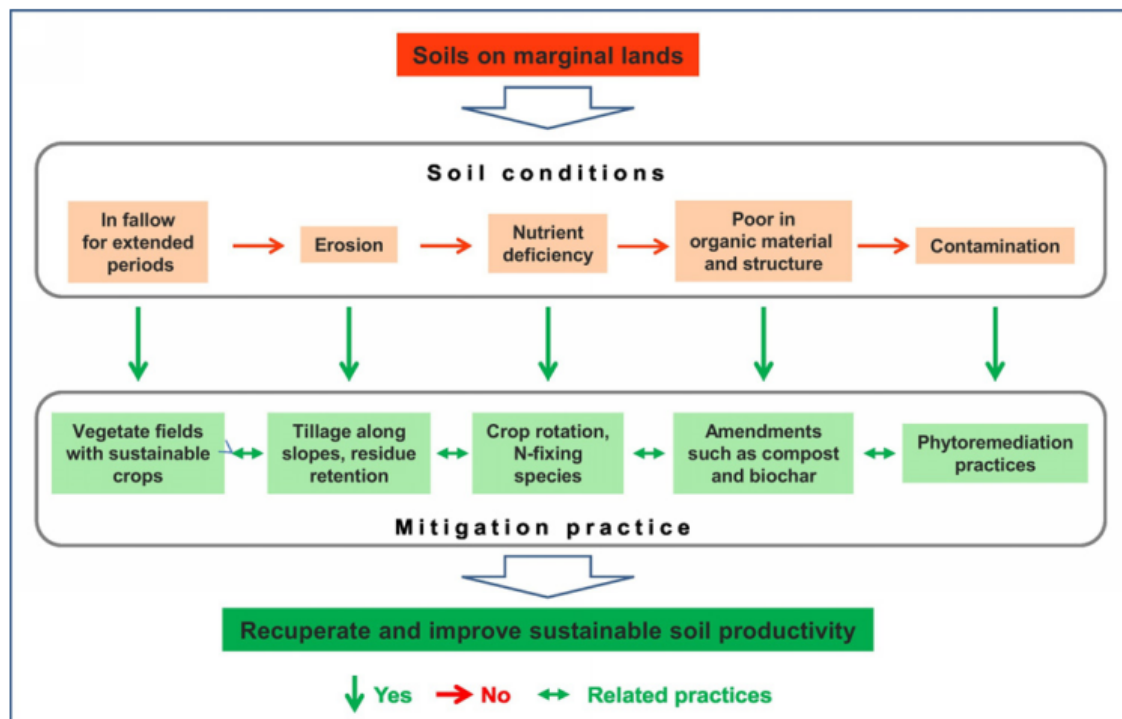 Soils on marginal lands
Soil conditions
In fallow
for extended
periods
Erosion
Nutrient
deficiency
Poor in
organic material
and structure
Contamination
Vegetate fields
with sustainable
crops
Tillage along
slopes, residue
retention
Crop rotation,
N-fixing
species
Amendments
such as compost
and biochar
Phytoremediation
practices
Mitigation practice
Recuperate and improve sustainable soil productivity
Yes
No
Related practices